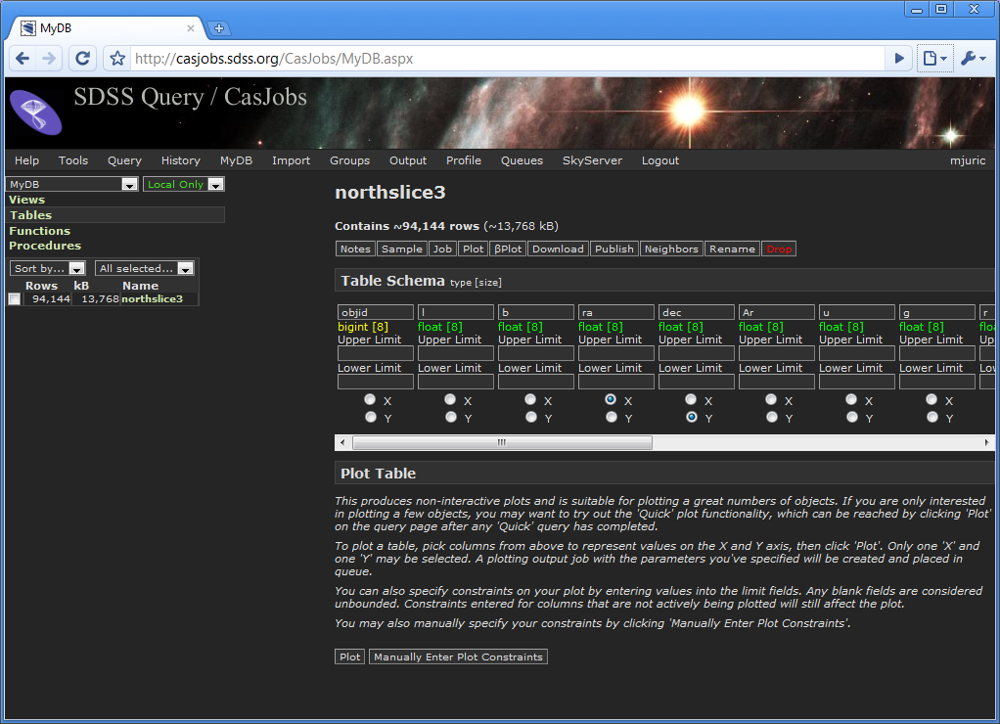 MyDB
http://casjobs.sdss.org/CasJobs/MyDB.aspx
SDSS Query / CasJobs
Help Tools Query History MyDB Import Groups Output Profile Queues SkyServer Logout mjuric
MyDB Local Only
Views
Tables
Functions
Procedures
Sort by... All selected...
Rows kB Name
94,144 13,768 northslice3
northslice3
Contains ~94,144 rows (~13,768 kB)
Notes Sample Job Plot βPlot Download Publish Neighbors Rename Drop
Table Schema type [size]
objid l b ra dec Ar u g r
bigint [8] float [8] float [8] float [8] float [8] float [8] float [8] float [8] floa
Upper Limit Upper Limit Upper Limit Upper Limit Upper Limit Upper Limit Upper Limit Upper Limit Upp
Lower Limit Lower Limit Lower Limit Lower Limit Lower Limit Lower Limit Lower Limit Lower Limit Low
X X X X X X X X
Y Y Y Y Y Y Y Y
Plot Table
This produces non-interactive plots and is suitable for plotting a great numbers of objects. If you are only interested
in plotting a few objects, you may want to try out the 'Quick' plot functionality, which can be reached by clicking 'Plot'
on the query page after any 'Quick' query has completed.
To plot a table, pick columns from above to represent values on the X and Y axis, then click 'Plot'. Only one 'X' and
one 'Y' may be selected. A plotting output job with the parameters you've specified will be created and placed in
queue.
You can also specify constraints on your plot by entering values into the limit fields. Any blank fields are considered
unbounded. Constraints entered for columns that are not actively being plotted will still affect the plot.
You may also manually specify your constraints by clicking 'Manually Enter Plot Constraints'.
Plot Manually Enter Plot Constraints